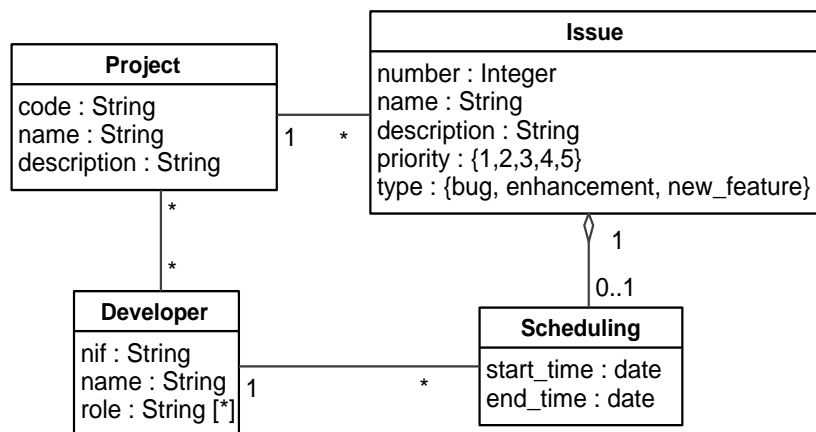 Project
code : String
name : String
description : String
Issue
number : Integer
name : String
description : String
priority : {1,2,3,4,5}
type : {bug, enhancement, new_feature}
1
*
*
*
1
0..1
Developer
nif : String
name : String
role : String [*]
1
*
Scheduling
start_time : date
end_time : date